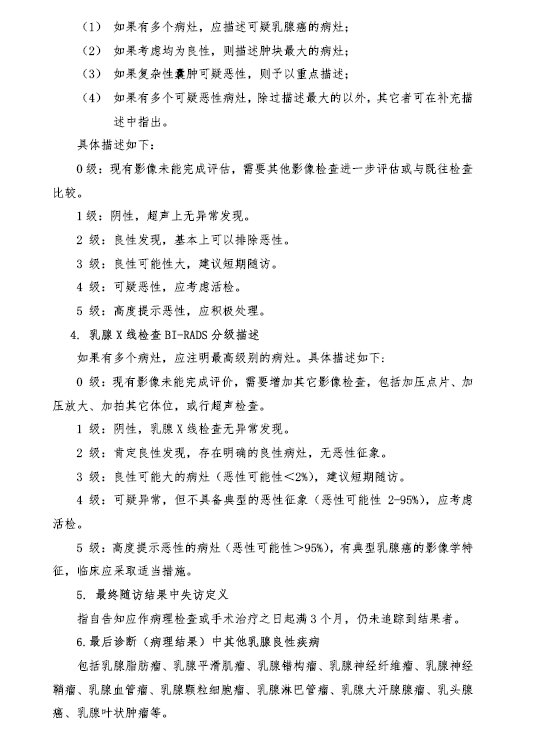 （1） 如果有多个病灶，应描述可疑乳腺癌的病灶；
（2） 如果考虑均为良性，则描述肿块最大的病灶；
（3） 如果复杂性囊肿可疑恶性，则予以重点描述；
（4） 如果有多个可疑恶性病灶，除过描述最大的以外，其它者可在补充描
述中指出。
具体描述如下：
0 级：现有影像未能完成评估，需要其他影像检查进一步评估或与既往检查
比较。
1 级：阴性，超声上无异常发现。
2 级：良性发现，基本上可以排除恶性。
3 级：良性可能性大，建议短期随访。
4 级：可疑恶性，应考虑活检。
5 级：高度提示恶性，应积极处理。
4. 乳腺 X 线检查 BI-RADS 分级描述
如果有多个病灶，应注明最高级别的病灶。具体描述如下：
0 级：现有影像未能完成评价，需要增加其它影像检查，包括加压点片、加
压放大、加拍其它体位，或行超声检查。
1 级：阴性，乳腺 X 线检查无异常发现。
2 级：肯定良性发现，存在明确的良性病灶，无恶性征象。
3 级：良性可能大的病灶（恶性可能性＜2%），建议短期随访。
4 级：可疑异常，但不具备典型的恶性征象（恶性可能性 2-95%），应考虑
活检。
5 级：高度提示恶性的病灶（恶性可能性＞95%），有典型乳腺癌的影像学特
征，临床应采取适当措施。
5. 最终随访结果中失访定义
指自告知应作病理检查或手术治疗之日起满 3 个月，仍未追踪到结果者。
6.最后诊断（病理结果）中其他乳腺良性疾病
包括乳腺脂肪瘤、乳腺平滑肌瘤、乳腺错构瘤、乳腺神经纤维瘤、乳腺神经
鞘瘤、乳腺血管瘤、乳腺颗粒细胞瘤、乳腺淋巴管瘤、乳腺大汗腺腺瘤、乳头腺
瘤、乳腺叶状肿瘤等。